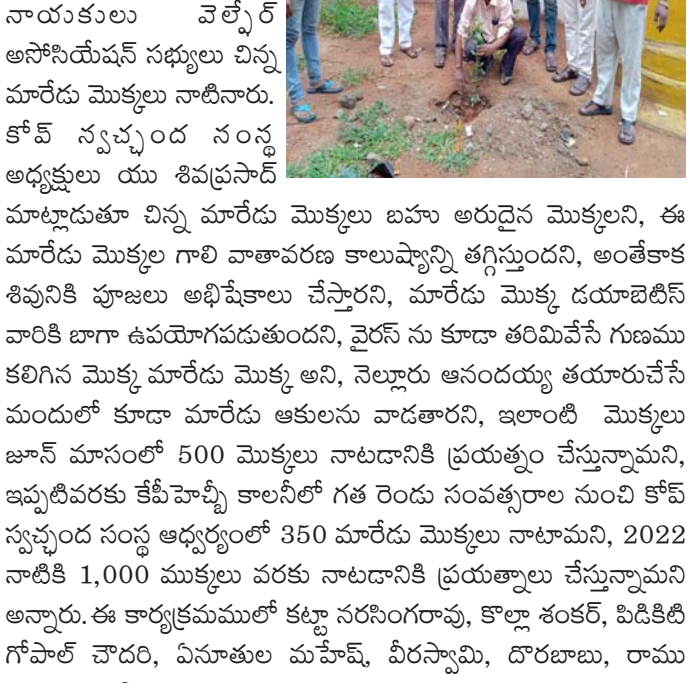 నాయకులు వెల్ఫేర్
అసోసియేషన్ సభ్యులు చిన్న
మారేడు మొక్కలు నాటినారు.
కోవ్ న్వచ్ఛంద నంస్థ
అధ్యక్షులు యు శివప్రసాద్
మాట్లాడుతూ చిన్న మారేడు మొక్కలు బహు అరుదైన మొక్కలని, ఈ
మారేడు మొక్కల గాలి వాతావరణ కాలుష్యాన్ని తగ్గిస్తుందని, అంతేకాక
శివునికి పూజలు అభిషేకాలు చేస్తారని, మారేడు మొక్క డయాబెటిస్
వారికి బాగా ఉపయోగపడుతుందని, వైరస్ ను కూడా తరిమివేసే గుణము
కలిగిన మొక్క మారేడు మొక్క అని, నెల్లూరు ఆనందయ్య తయారుచేసే
మందులో కూడా మారేడు ఆకులను వాడతారని, ఇలాంటి మొక్కలు
జూన్ మాసంలో 500 మొక్కలు నాటడానికి ప్రయత్నం చేస్తున్నామని,
ఇప్పటివరకు కేపీహెచ్బీ కాలనీలో గత రెండు సంవత్సరాల నుంచి కోప్
స్వచ్ఛంద సంస్థ ఆధ్వర్యంలో 350 మారేడు మొక్కలు నాటామని, 2022
నాటికి 1,000 ముక్కలు వరకు నాటడానికి ప్రయత్నాలు చేస్తున్నామని
అన్నారు.ఈ కార్యక్రమములో కట్టా నరసింగరావు, కొల్లా శంకర్, పిడికిటి
గోపాల్ చౌదరి, ఏనూతుల మహేష్, వీరస్వామి, దొరబాబు, రాము